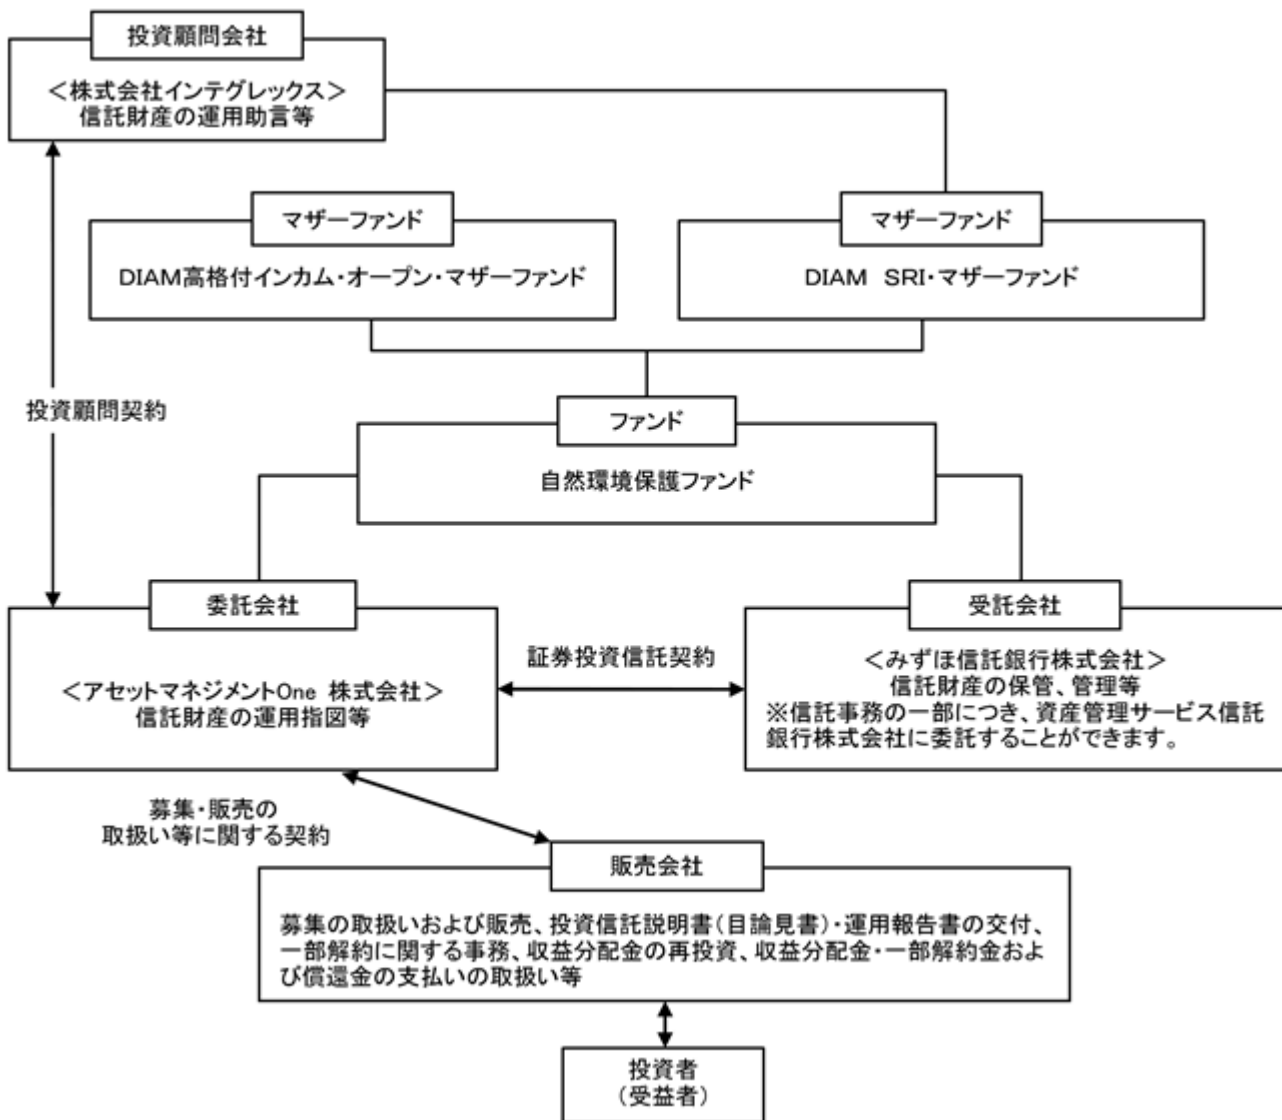 投資顧問会社
＜株式会社インテグレックス＞
信託財産の運用助言等
マザーファンド
DIAM高格付インカム・オープン・マザーファンド
マザーファンド
DIAM　SRI・マザーファンド
投資顧問契約
ファンド
自然環境保護ファンド
委託会社
＜アセットマネジメントOne 株式会社＞
信託財産の運用指図等
証券投資信託契約
受託会社
＜みずほ信託銀行株式会社＞
信託財産の保管、管理等
※信託事務の一部につき、資産管理サービス信託
銀行株式会社に委託することができます。
募集・販売の
取扱い等に関する契約
販売会社
募集の取扱いおよび販売、投資信託説明書（目論見書）・運用報告書の交付、
一部解約に関する事務、収益分配金の再投資、収益分配金・一部解約金およ
び償還金の支払いの取扱い等
投資者
（受益者）